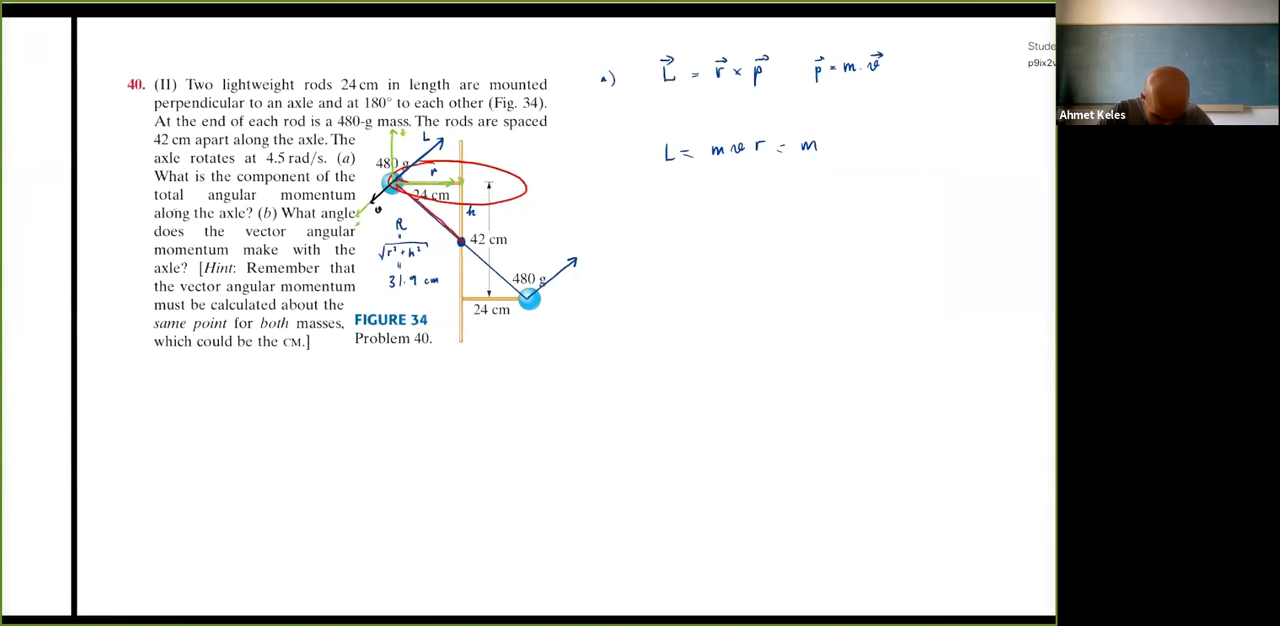 40. (II) Two lightweight rods 24 cm in length are mounted
perpendicular to an axle and at 180° to each other (Fig. 34).
At the end of each rod is a 480-g mass. The rods are spaced
42 cm apart along the axle. The
axle rotates at 4.5 rad/s. (a)
What is the component of the
total angular momentum
along the axle? (b) What angle
does the vector angular
momentum make with the
axle? [Hint: Remember that
the vector angular momentum
must be calculated about the
same point for both masses,
which could be the CM.]
L
480 g
r
24 cm
v
h
R
42 cm
√r² + h²
31.9 cm
480 g
24 cm
FIGURE 34
Problem 40.
a) L⃗ = r⃗ × p⃗ p⃗ = m . v⃗
L = m v r = m
Stude
p9ix2v
Ahmet Keles